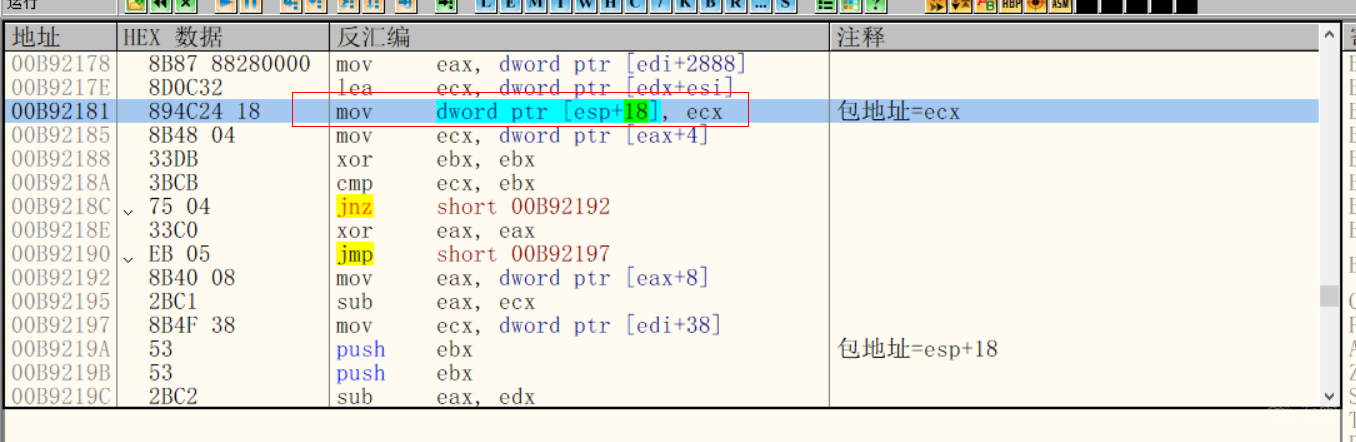 运行 L E M T W H C / K B R ... S ? HBP ASM
地址 HEX 数据 反汇编 注释
00B92178 8B87 88280000 mov eax, dword ptr [edi+2888]
00B9217E 8D0C32 lea ecx, dword ptr [edx+esi]
00B92181 894C24 18 mov dword ptr [esp+18], ecx 包地址=ecx
00B92185 8B48 04 mov ecx, dword ptr [eax+4]
00B92188 33DB xor ebx, ebx
00B9218A 3BCB cmp ecx, ebx
00B9218C 75 04 jnz short 00B92192
00B9218E 33C0 xor eax, eax
00B92190 EB 05 jmp short 00B92197
00B92192 8B40 08 mov eax, dword ptr [eax+8]
00B92195 2BC1 sub eax, ecx
00B92197 8B4F 38 mov ecx, dword ptr [edi+38]
00B9219A 53 push ebx 包地址=esp+18
00B9219B 53 push ebx
00B9219C 2BC2 sub eax, edx